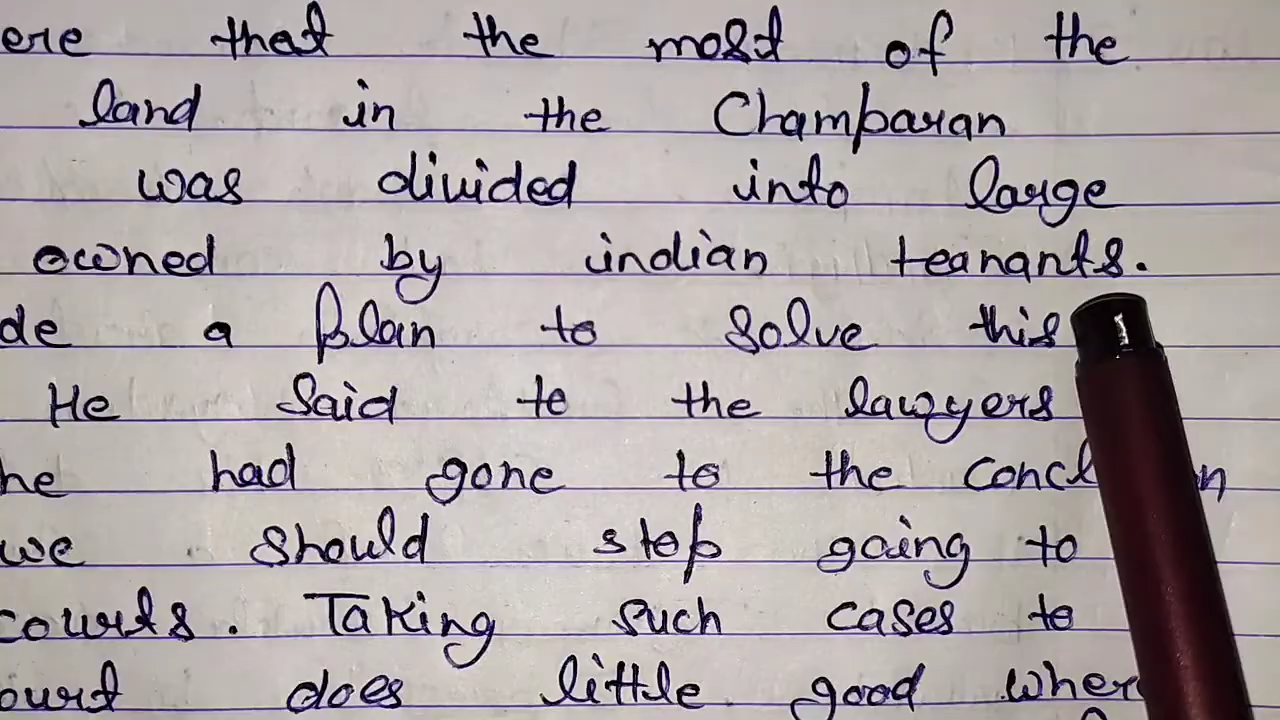 ere that the most of the
land in the Champaran
was divided into large
owned by indian teanants.
de a plan to solve this
He Said to the lawyers
he had gone to the
we should stop going to
courts. Taking such cases to
ourt does little good